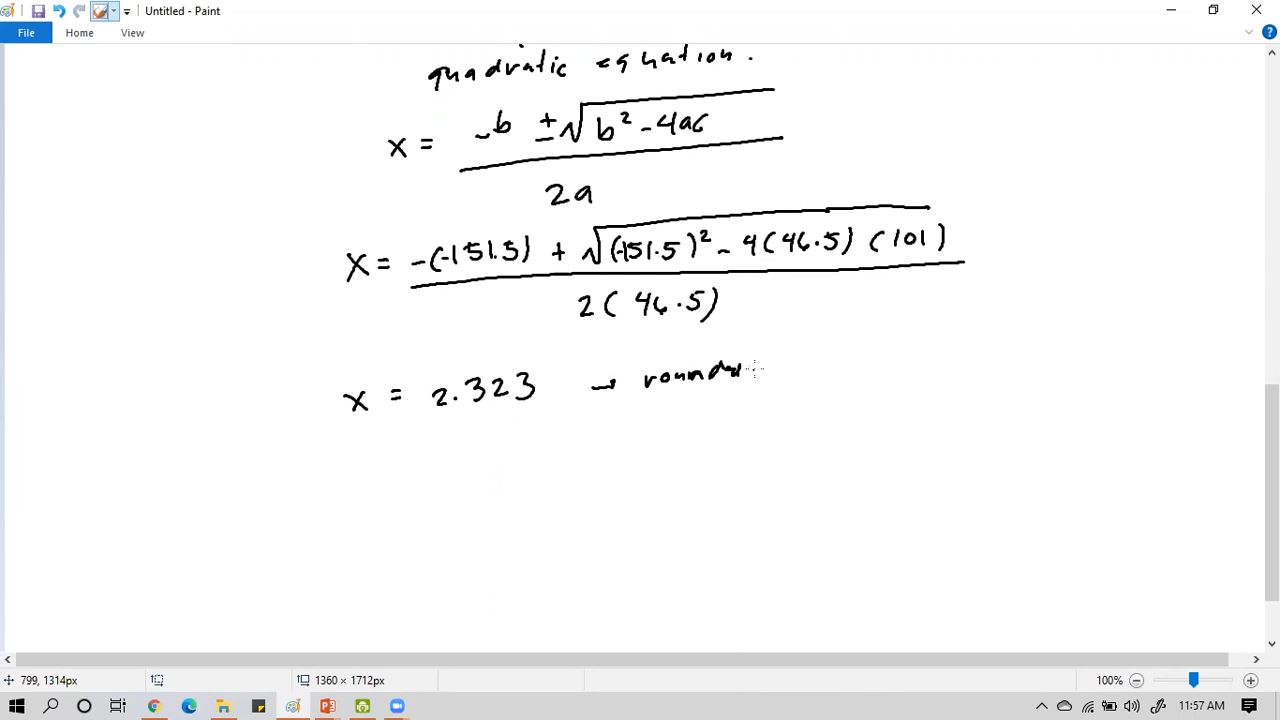 Untitled - Paint
File Home View
quadratic equation.
x = -b ± √b² - 4ac
2a
x = -(-151.5) + √(-151.5)² - 4(46.5) (101)
2(46.5)
x = 2.323 → rounded
799, 1314px 1360 × 1712px 100%
11:57 AM